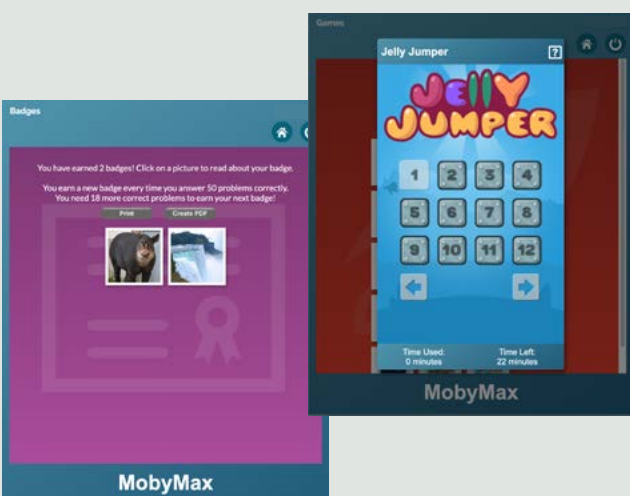 Badges
You have earned 2 badges! Click on a picture to read about your badge.
You earn a new badge every time you answer 50 problems correctly.
You need 18 more correct problems to earn your next badge!
Print
Create PDF
MobyMax
Games
Jelly Jumper
?
JELLY
JUMPER
1 2 3 4
5 6 7 8
9 10 11 12
Time Used:
0 minutes
Time Left:
22 minutes
MobyMax